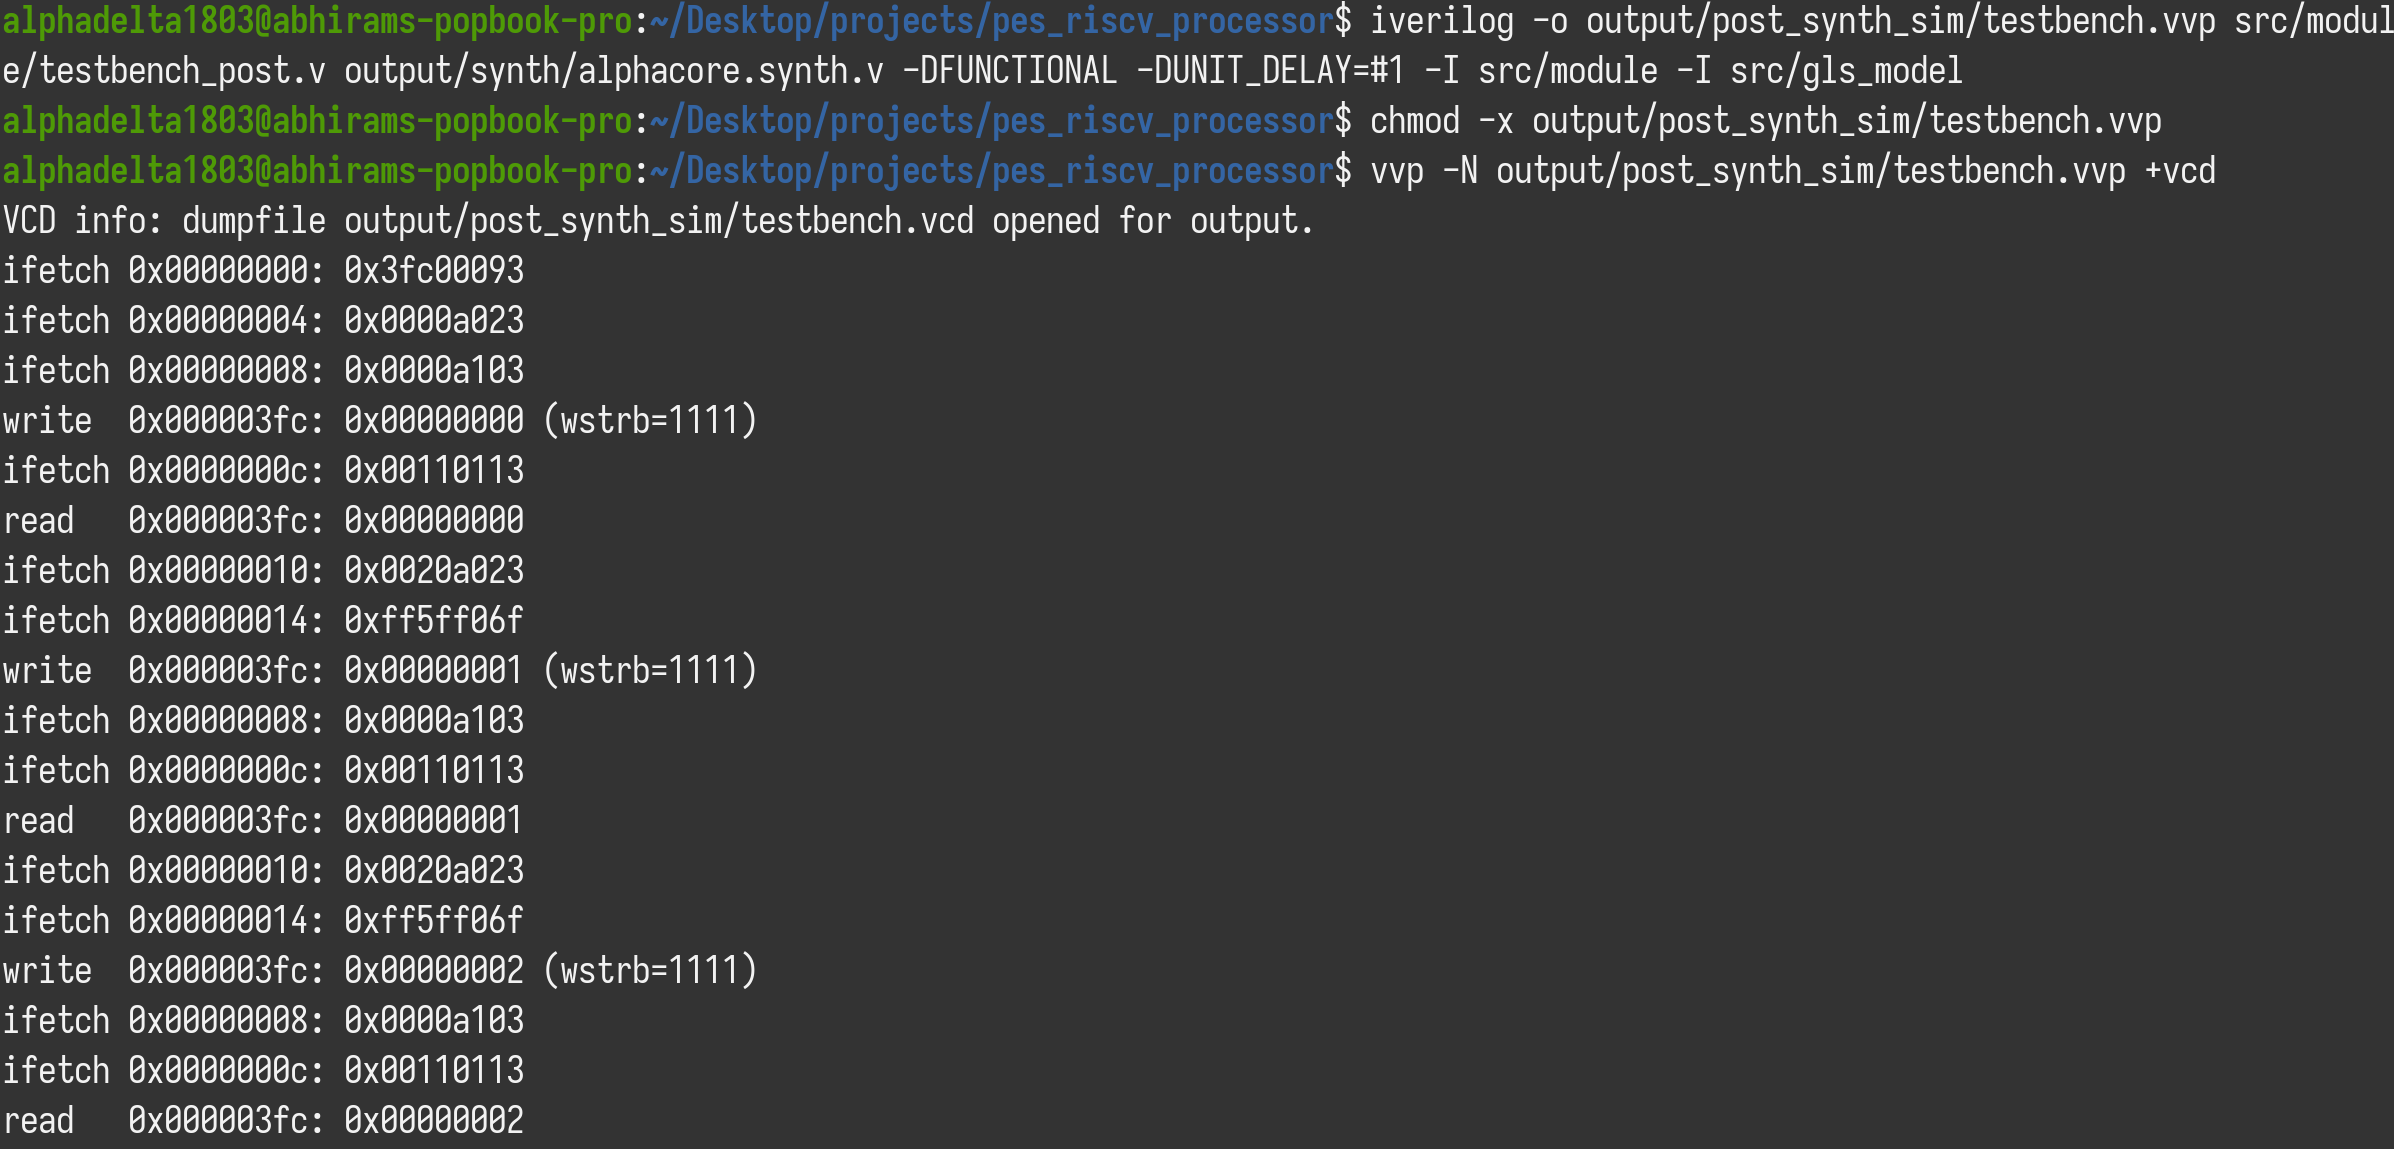 alphadelta1803@abhirams-popbook-pro:~/Desktop/projects/pes_riscv_processor$ iverilog -o output/post_synth_sim/testbench.vvp src/modul
e/testbench_post.v output/synth/alphacore.synth.v -DFUNCTIONAL -DUNIT_DELAY=#1 -I src/module -I src/gls_model
alphadelta1803@abhirams-popbook-pro:~/Desktop/projects/pes_riscv_processor$ chmod -x output/post_synth_sim/testbench.vvp
alphadelta1803@abhirams-popbook-pro:~/Desktop/projects/pes_riscv_processor$ vvp -N output/post_synth_sim/testbench.vvp +vcd
VCD info: dumpfile output/post_synth_sim/testbench.vcd opened for output.
ifetch 0x00000000: 0x3fc00093
ifetch 0x00000004: 0x0000a023
ifetch 0x00000008: 0x0000a103
write  0x000003fc: 0x00000000 (wstrb=1111)
ifetch 0x0000000c: 0x00110113
read   0x000003fc: 0x00000000
ifetch 0x00000010: 0x0020a023
ifetch 0x00000014: 0xff5ff06f
write  0x000003fc: 0x00000001 (wstrb=1111)
ifetch 0x00000008: 0x0000a103
ifetch 0x0000000c: 0x00110113
read   0x000003fc: 0x00000001
ifetch 0x00000010: 0x0020a023
ifetch 0x00000014: 0xff5ff06f
write  0x000003fc: 0x00000002 (wstrb=1111)
ifetch 0x00000008: 0x0000a103
ifetch 0x0000000c: 0x00110113
read   0x000003fc: 0x00000002